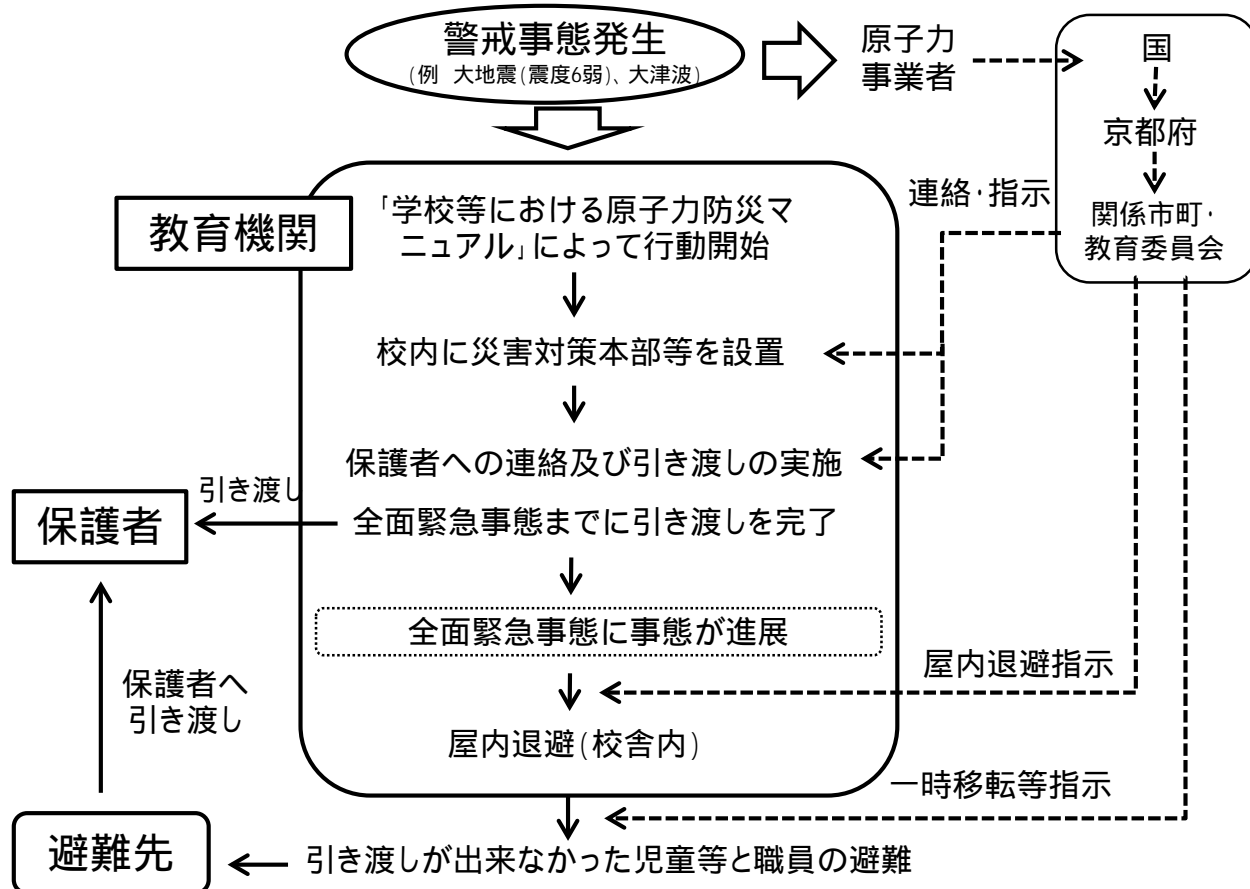 警戒事態発生
(例　大地震(震度6弱)、大津波)
原子力
事業者
国
京都府
関係市町･
教育委員会
連絡･指示
教育機関
｢学校等における原子力防災マ
ニュアル｣によって行動開始
校内に災害対策本部等を設置
保護者への連絡及び引き渡しの実施
引き渡し
保護者
全面緊急事態までに引き渡しを完了
全面緊急事態に事態が進展
屋内退避指示
保護者へ
引き渡し
屋内退避(校舎内)
一時移転等指示
避難先
引き渡しが出来なかった児童等と職員の避難